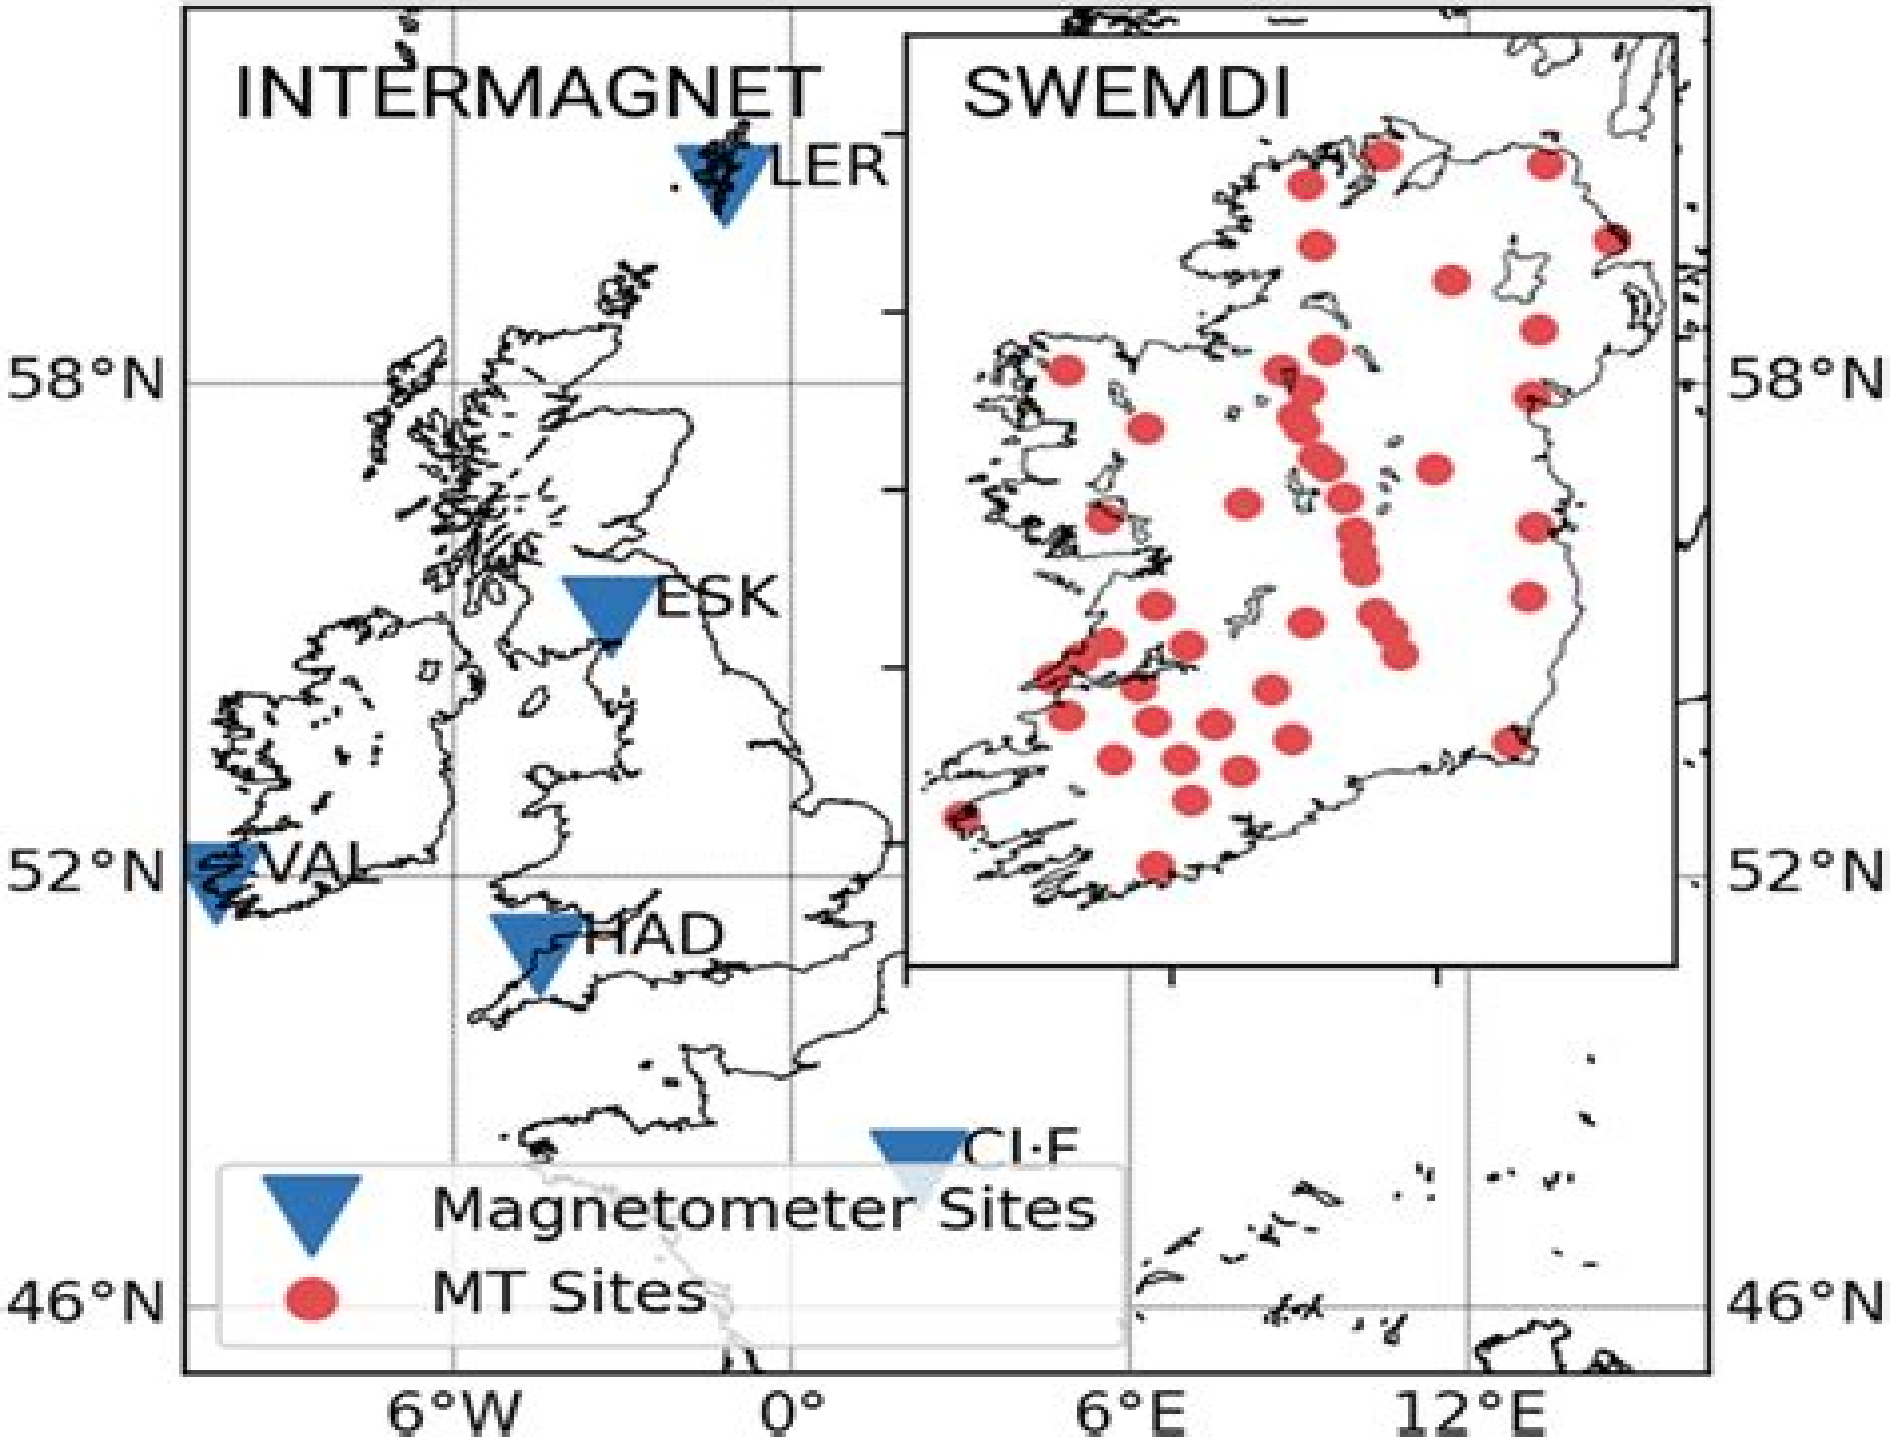 INTERMAGNET
SWEMDI
LER
58°N
58°N
ESK
52°N
VAL
52°N
HAD
Magnetometer Sites
MT Sites
46°N
46°N
6°W
0°
6°E
12°E